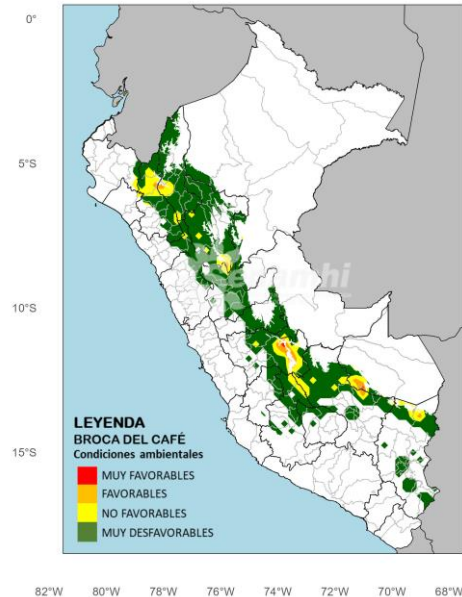 0°
5°S
10°S
15°S
Senamhi
LEYENDA
BROCA DEL CAFÉ
Condiciones ambientales
MUY FAVORABLES
FAVORABLES
NO FAVORABLES
MUY DESFAVORABLES
82°W 80°W 78°W 76°W 74°W 72°W 70°W 68°W